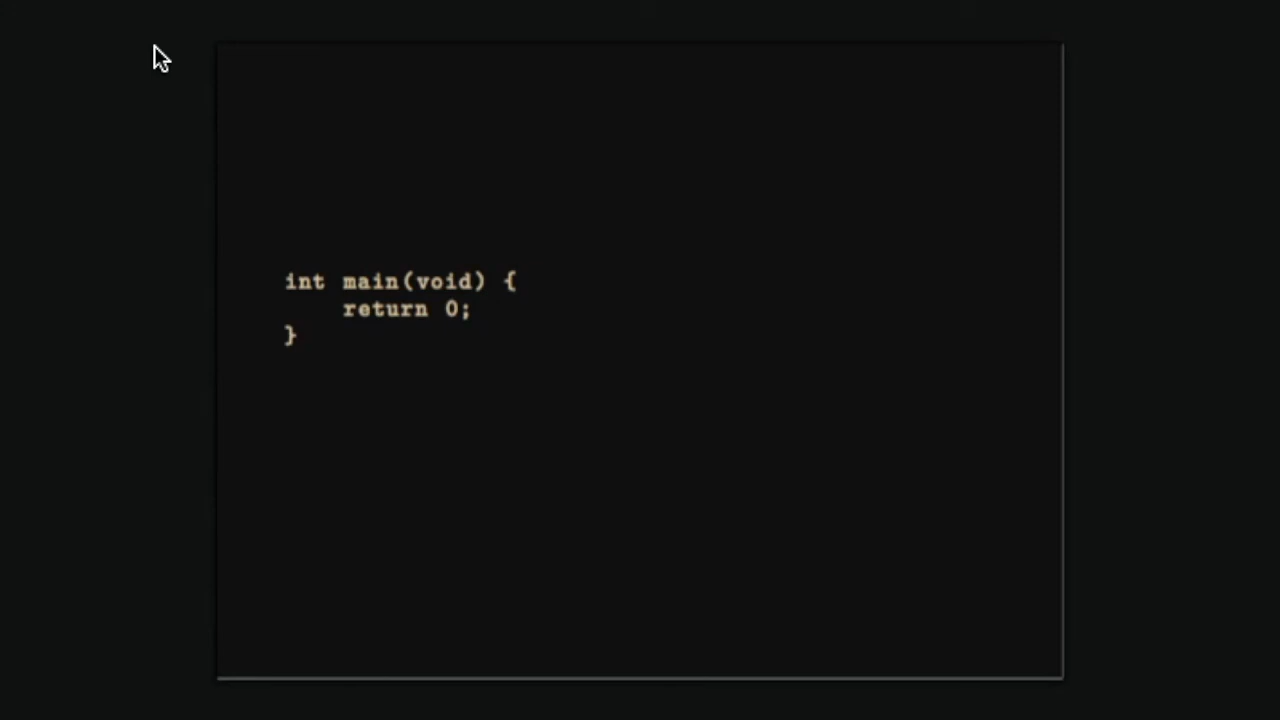 int main(void) {
    return 0;
}